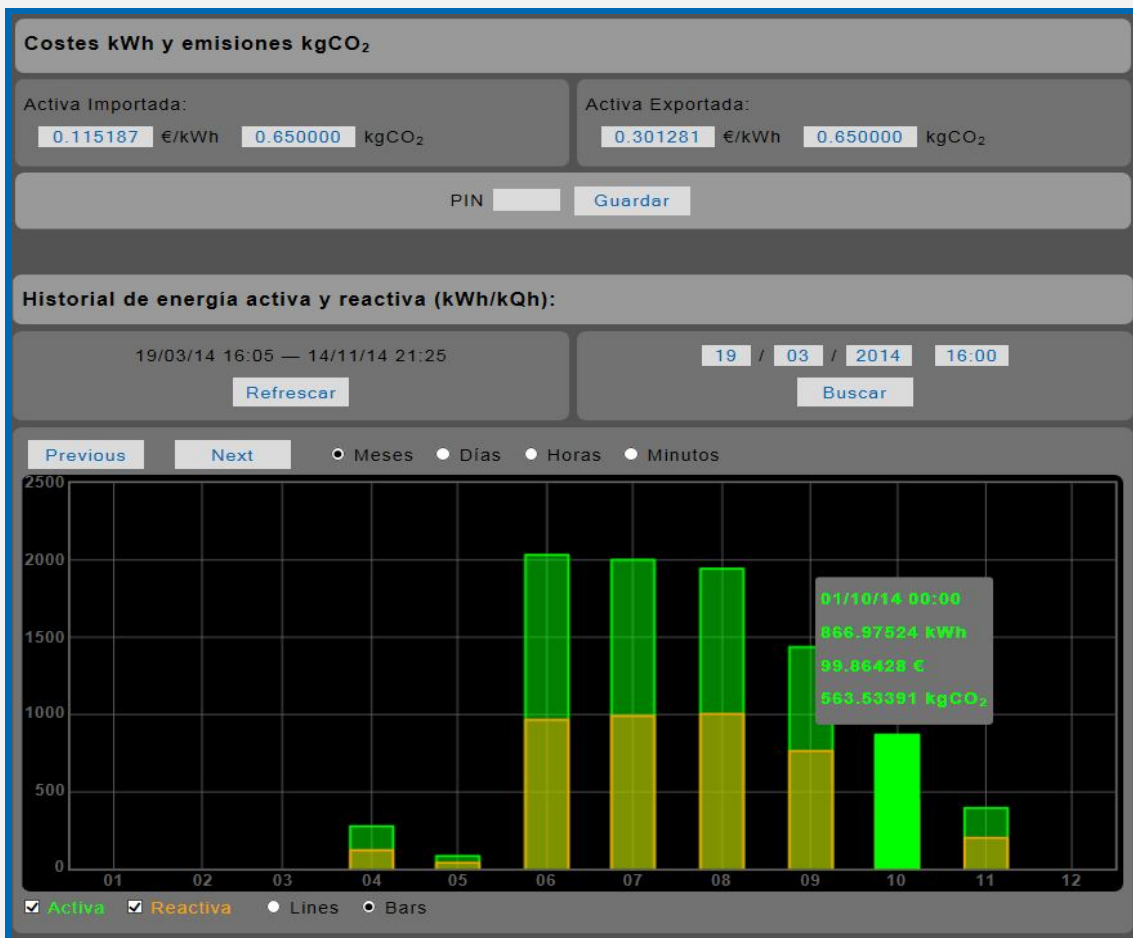 Costes kWh y emisiones kgCO₂
Activa Importada:
0.115187 €/kWh 0.650000 kgCO₂
Activa Exportada:
0.301281 €/kWh 0.650000 kgCO₂
PIN Guardar
Historial de energía activa y reactiva (kWh/kQh):
19/03/14 16:05 — 14/11/14 21:25
Refrescar
19 / 03 / 2014 16:00
Buscar
Previous Next Meses Días Horas Minutos
2500
2000
1500
1000
500
0
01/10/14 00:00
866.97524 kWh
99.86428 €
563.53391 kgCO₂
01 02 03 04 05 06 07 08 09 10 11 12
Activa Reactiva Lines Bars